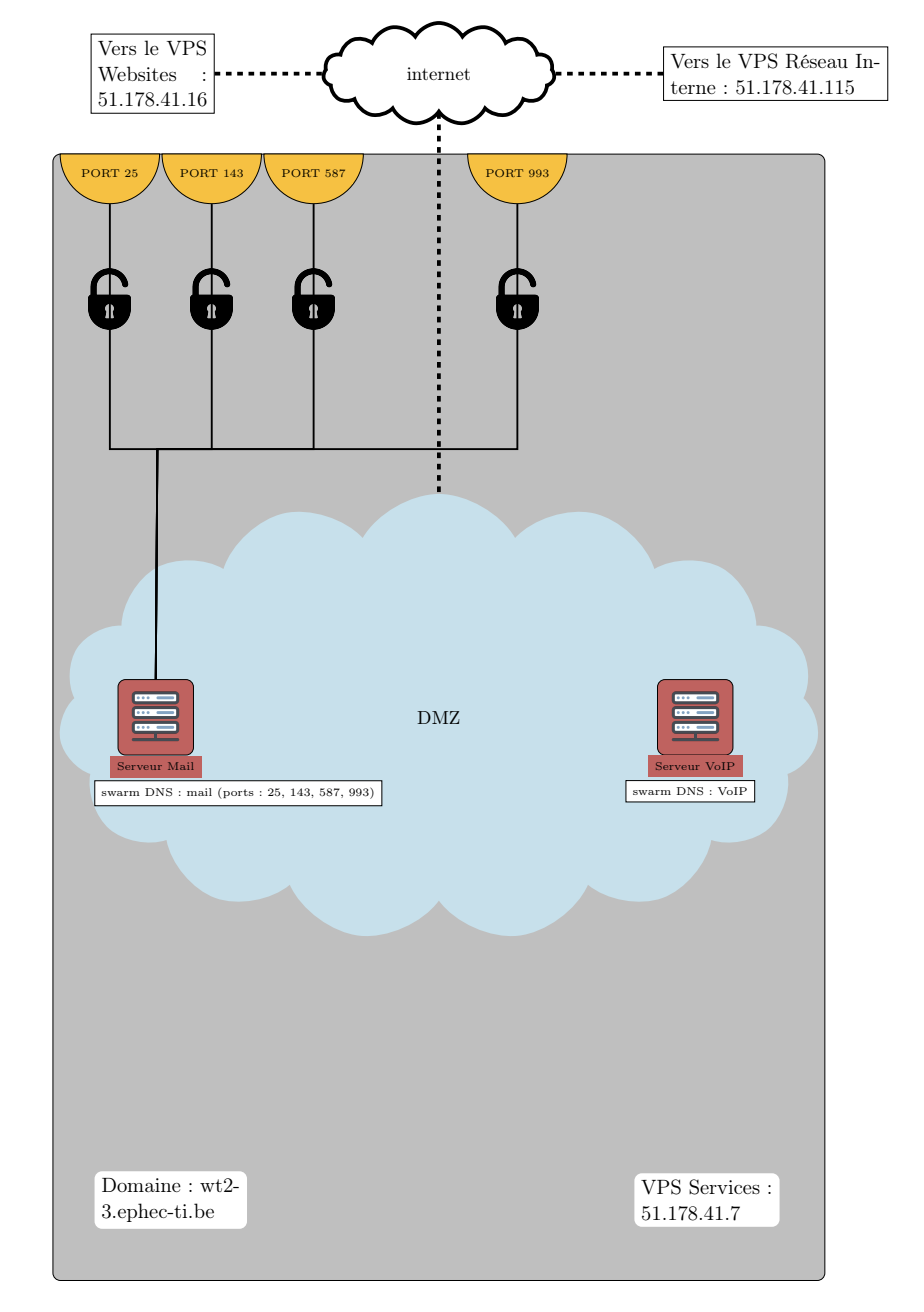 Vers le VPS
Websites :
51.178.41.16
internet
Vers le VPS Réseau In-
terne : 51.178.41.115
PORT 25
PORT 143
PORT 587
PORT 993
DMZ
Serveur Mail
swarm DNS : mail (ports : 25, 143, 587, 993)
Serveur VoIP
swarm DNS : VoIP
Domaine : wt2-
3.ephec-ti.be
VPS Services :
51.178.41.7